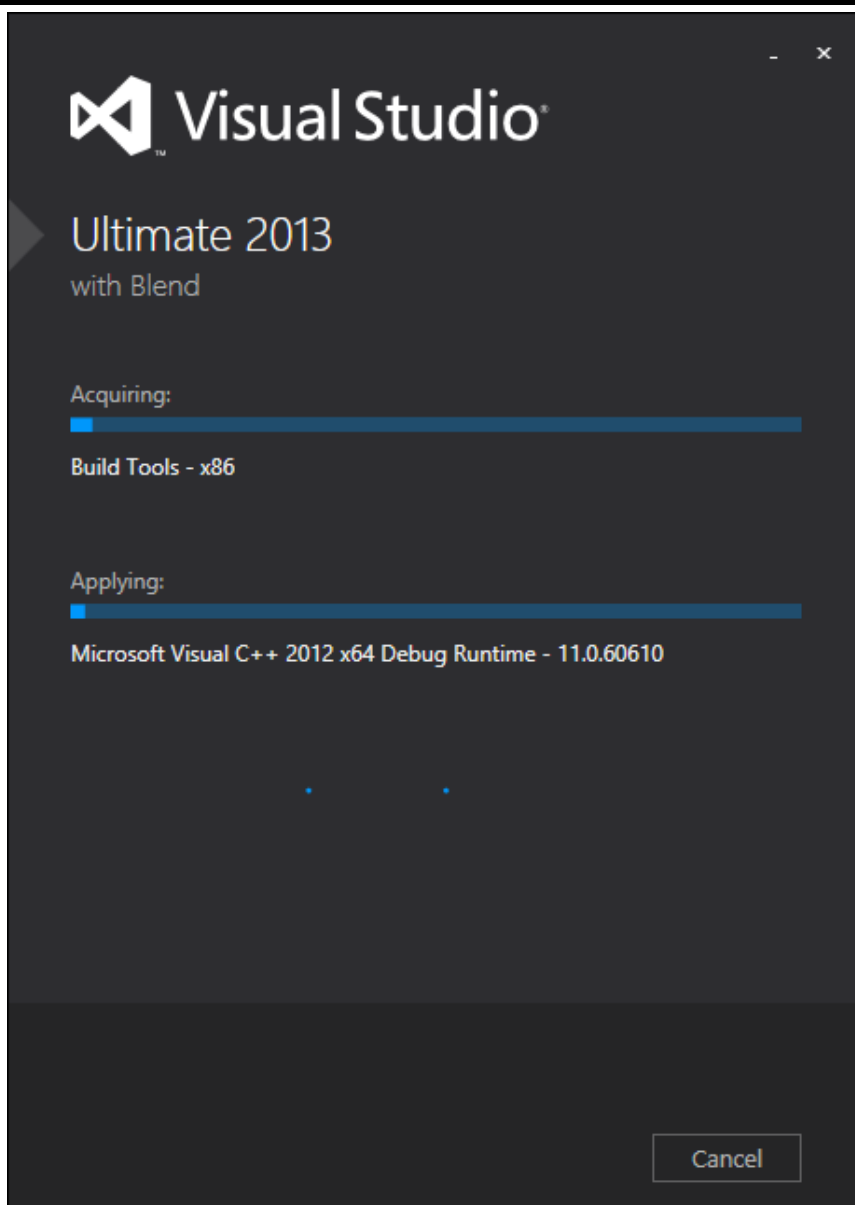 Visual Studio®
™
Ultimate 2013
with Blend
Acquiring:
Build Tools - x86
Applying:
Microsoft Visual C++ 2012 x64 Debug Runtime - 11.0.60610
Cancel